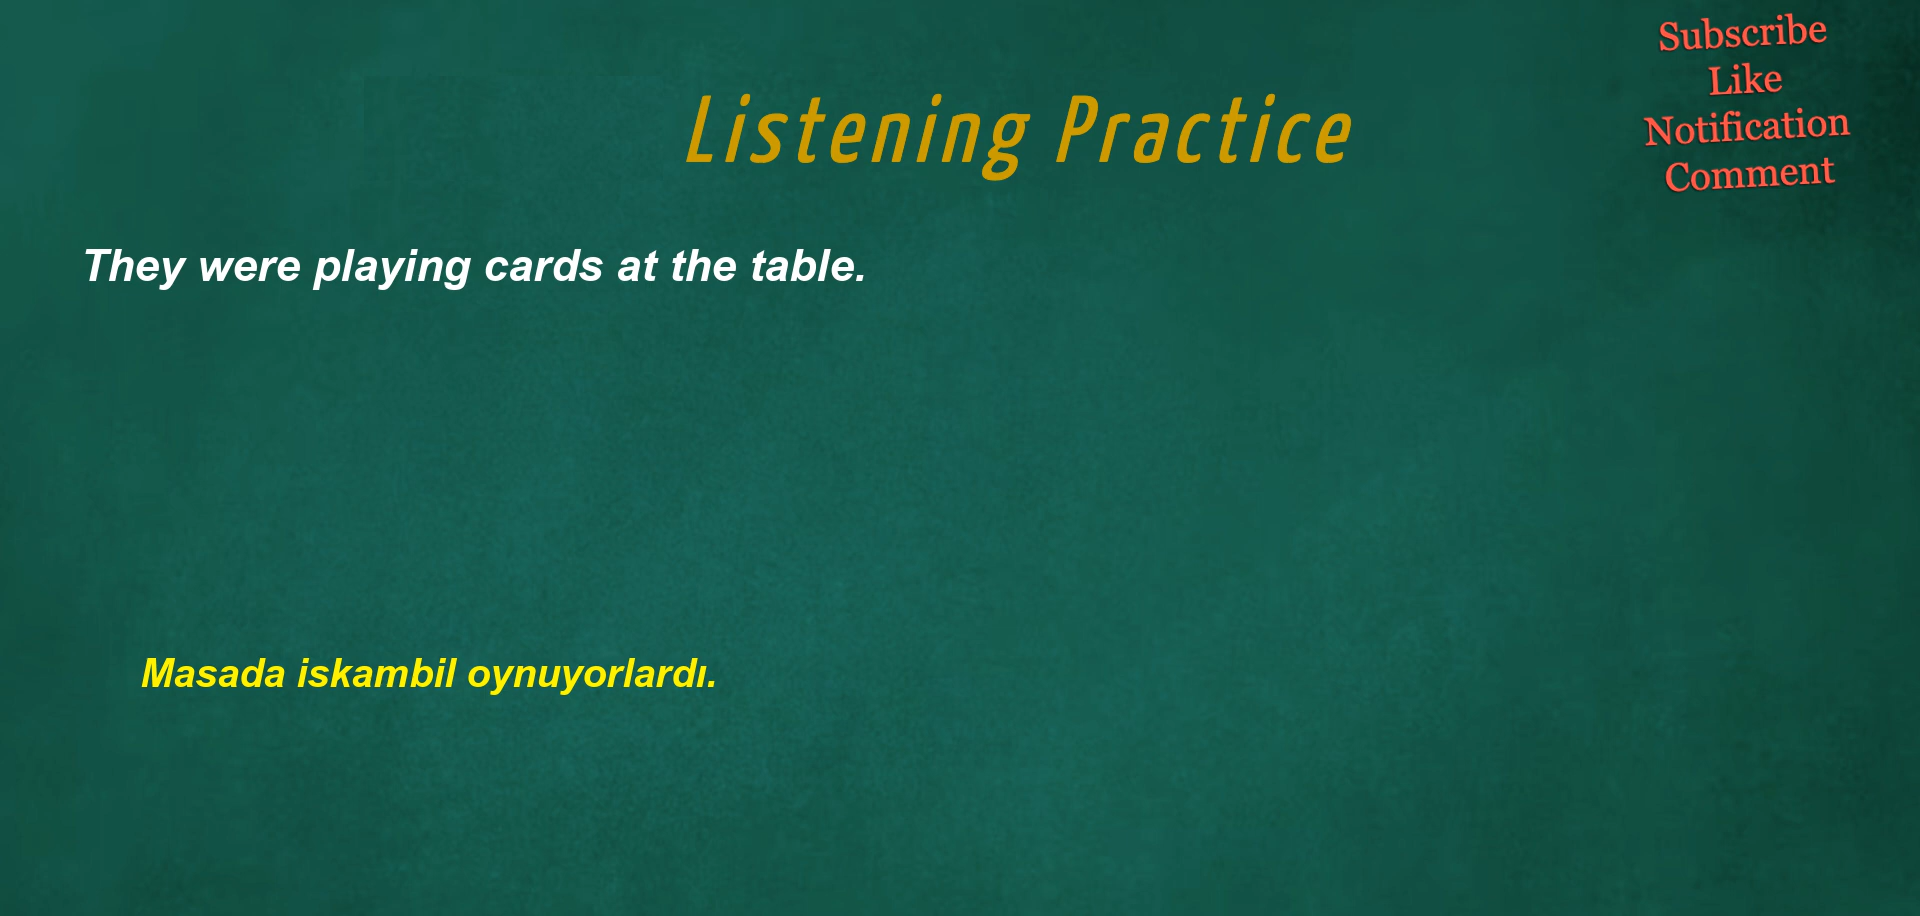 Subscribe
Like
Notification
Comment
Listening Practice
They were playing cards at the table.
Masada iskambil oynuyorlardı.